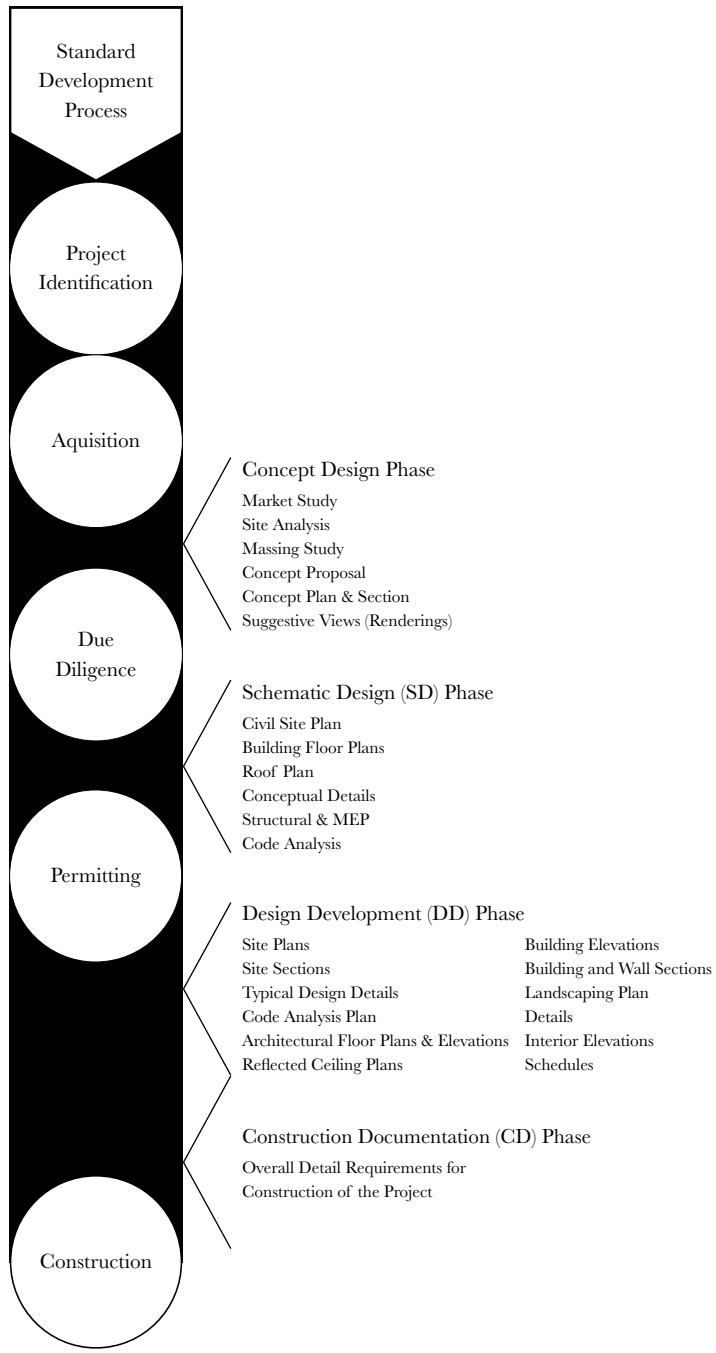 Standard
Development
Process
Project
Identification
Aquisition
Concept Design Phase
Market Study
Site Analysis
Massing Study
Concept Proposal
Concept Plan & Section
Suggestive Views (Renderings)
Due
Diligence
Schematic Design (SD) Phase
Civil Site Plan
Building Floor Plans
Roof Plan
Conceptual Details
Structural & MEP
Code Analysis
Permitting
Design Development (DD) Phase
Site Plans
Site Sections
Typical Design Details
Code Analysis Plan
Architectural Floor Plans & Elevations
Reflected Ceiling Plans
Building Elevations
Building and Wall Sections
Landscaping Plan
Details
Interior Elevations
Schedules
Construction Documentation (CD) Phase
Overall Detail Requirements for
Construction of the Project
Construction